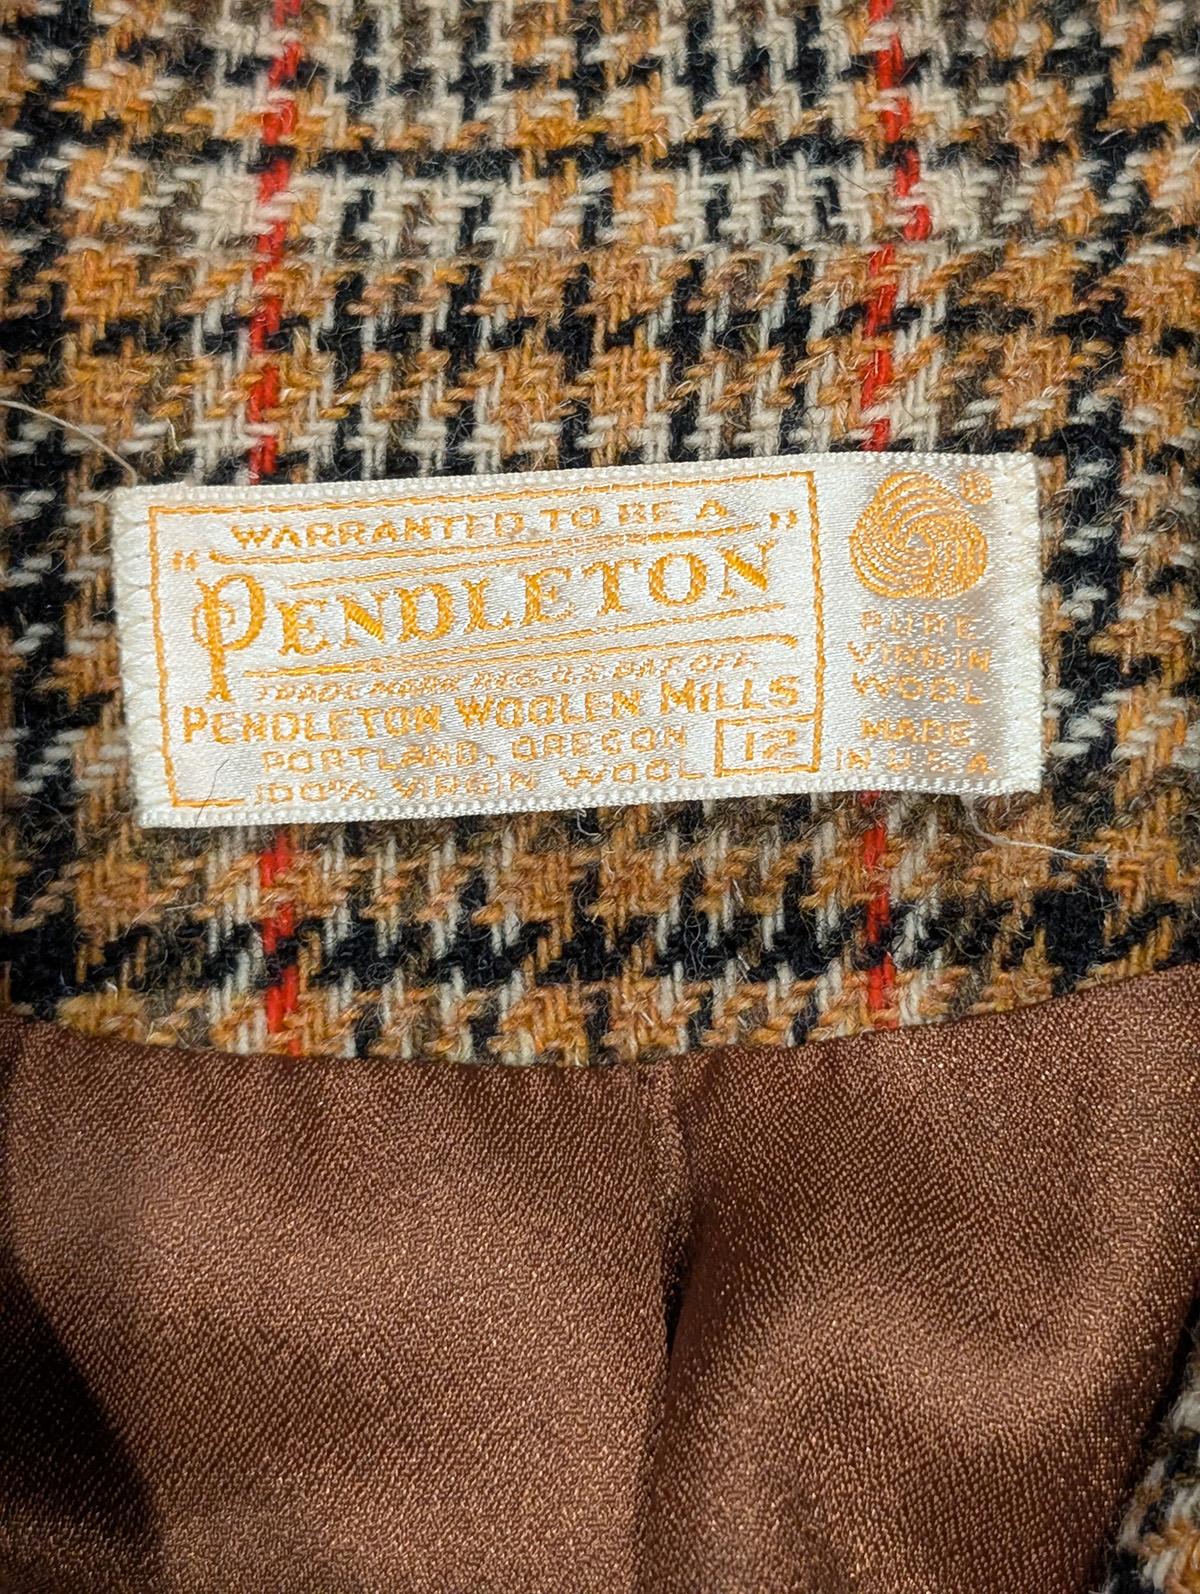 WARRANTED TO BE A
"PENDLETON"
TRADE MARK REG. U.S. PAT. OFF.
PENDLETON WOOLEN MILLS
PORTLAND, OREGON
100% VIRGIN WOOL
12
®
PURE
VIRGIN
WOOL
MADE
IN U.S.A.